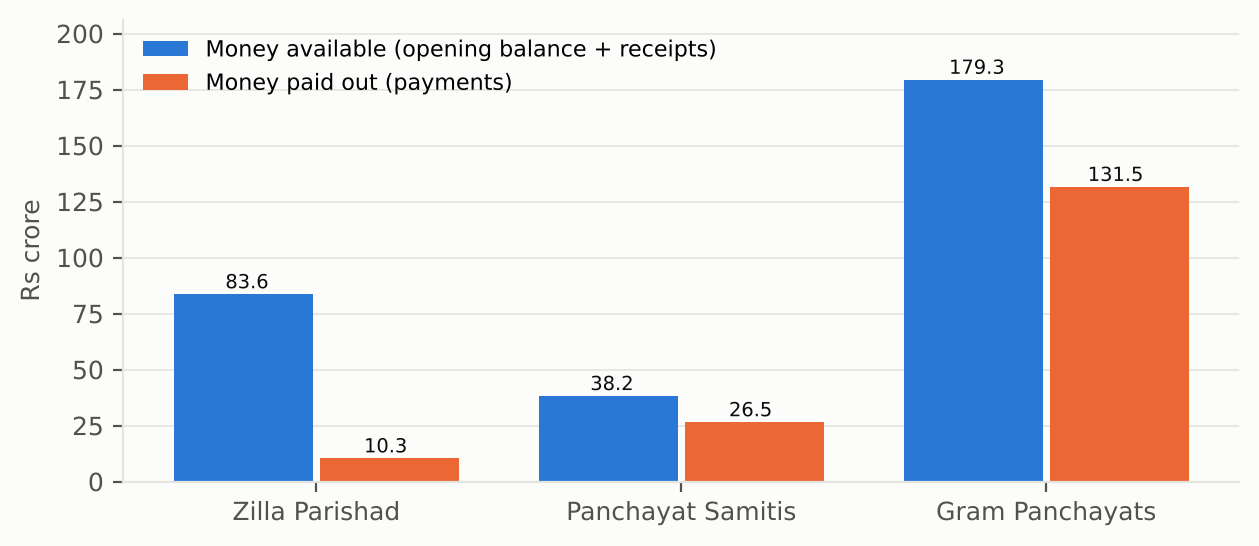 Money available (opening balance + receipts)
Money paid out (payments)
Rs crore
200
175
150
125
100
75
50
25
0
83.6
10.3
38.2
26.5
179.3
131.5
Zilla Parishad
Panchayat Samitis
Gram Panchayats